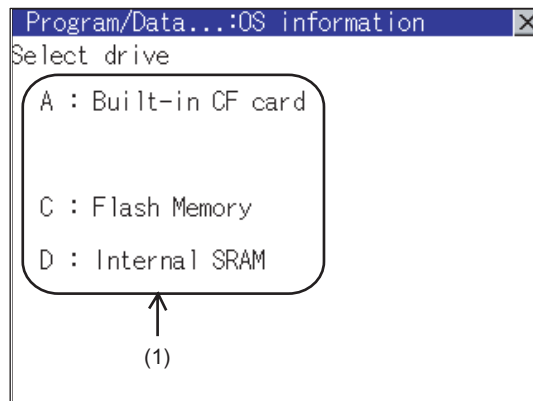 Program/Data...:OS information ×
Select drive
A : Built-in CF card
C : Flash Memory
D : Internal SRAM
(1)